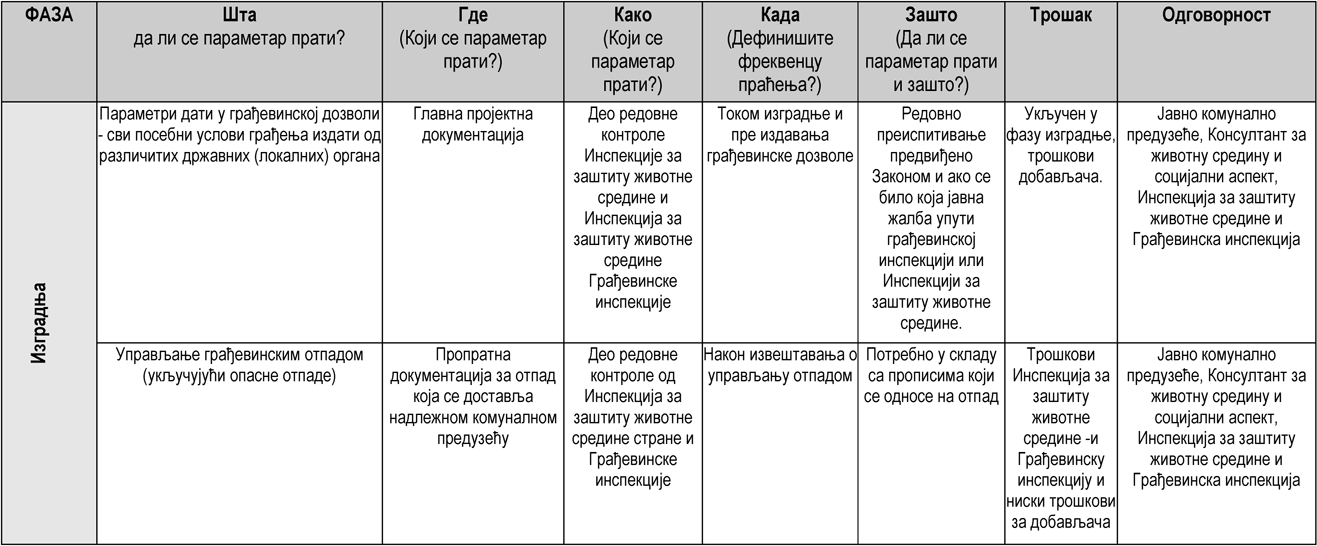 ФАЗА
Шта
да ли се параметар прати?
Где
(Који се параметар
прати?)
Како
(Који се
параметар
прати?)
Када
(Дефинишите
фреквенцу
праћења?)
Зашто
(Да ли се
параметар прати
и зашто?)
Трошак
Одговорност
Изградња
Параметри дати у грађевинској дозволи
- сви посебни услови грађења издати од
различитих државних (локалних) органа
Главна пројектна
документација
Део редовне
контроле
Инспекције за
заштиту животне
средине и
Инспекција за
заштиту животне
средине
Грађевинске
инспекције
Током изградње и
пре издавања
грађевинске дозволе
Редовно
преиспитивање
предвиђено
Законом и ако се
било која јавна
жалба упути
грађевинској
инспекцији или
Инспекцији за
заштиту животне
средине.
Укључен у
фазу изградње,
трошкови
добављача.
Јавно комунално
предузеће, Консултант за
животну средину и
социјални аспект,
Инспекција за заштиту
животне средине и
Грађевинска инспекција
Управљање грађевинским отпадом
(укључујући опасне отпаде)
Пропратна
документација за отпад
која се доставља
надлежном комуналном
предузећу
Део редовне
контроле од
Инспекција за
заштиту животне
средине стране и
Грађевинске
инспекције
Након извештавања о
управљању отпадом
Потребно у складу
са прописима који
се односе на отпад
Трошкови
Инспекција за
заштиту
животне
средине -и
Грађевинску
инспекцију и
ниски трошкови
за добављача
Јавно комунално
предузеће, Консултант за
животну средину и
социјални аспект,
Инспекција за заштиту
животне средине и
Грађевинска инспекција